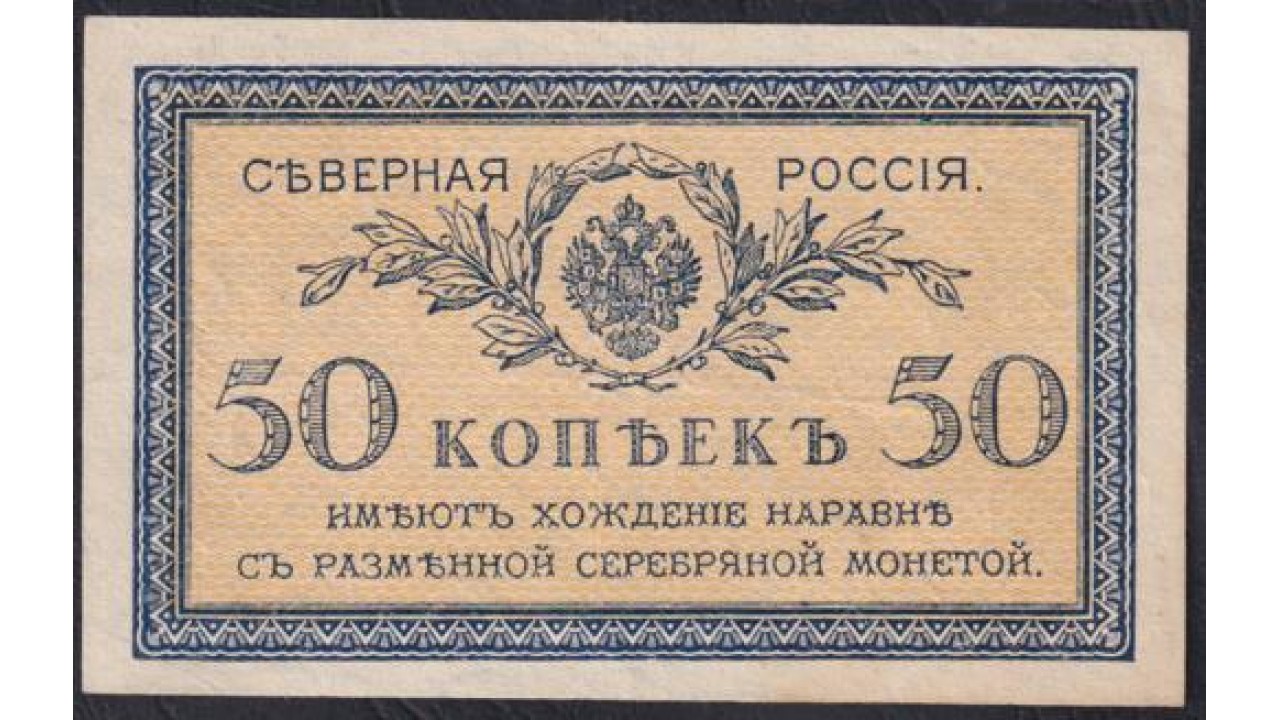 СѢВЕРНАЯ РОССІЯ.
50 КОПѢЕКЪ 50
ИМѢЮТЪ ХОЖДЕНІЕ НАРАВНѢ
СЪ РАЗМѢННОЙ СЕРЕБРЯНОЙ МОНЕТОЙ.